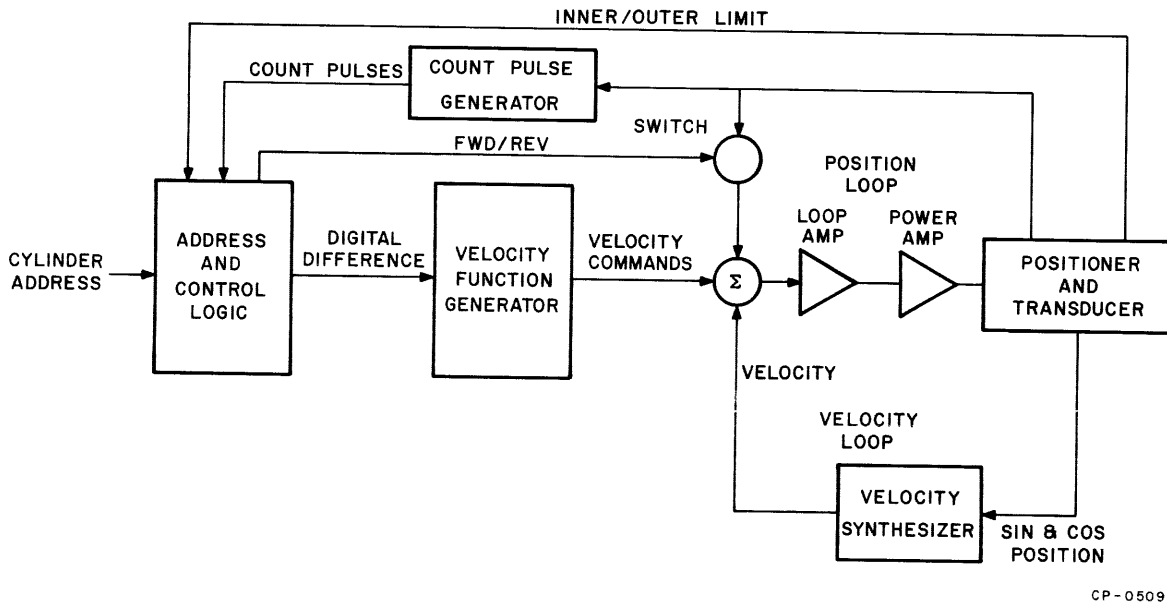 INNER/OUTER LIMIT
COUNT PULSES
COUNT PULSE
GENERATOR
SWITCH
FWD/REV
POSITION
LOOP
LOOP
AMP
POWER
AMP
CYLINDER
ADDRESS
ADDRESS
AND
CONTROL
LOGIC
DIGITAL
DIFFERENCE
VELOCITY
FUNCTION
GENERATOR
VELOCITY
COMMANDS
Σ
POSITIONER
AND
TRANSDUCER
VELOCITY
VELOCITY
LOOP
VELOCITY
SYNTHESIZER
SIN & COS
POSITION
CP-0509